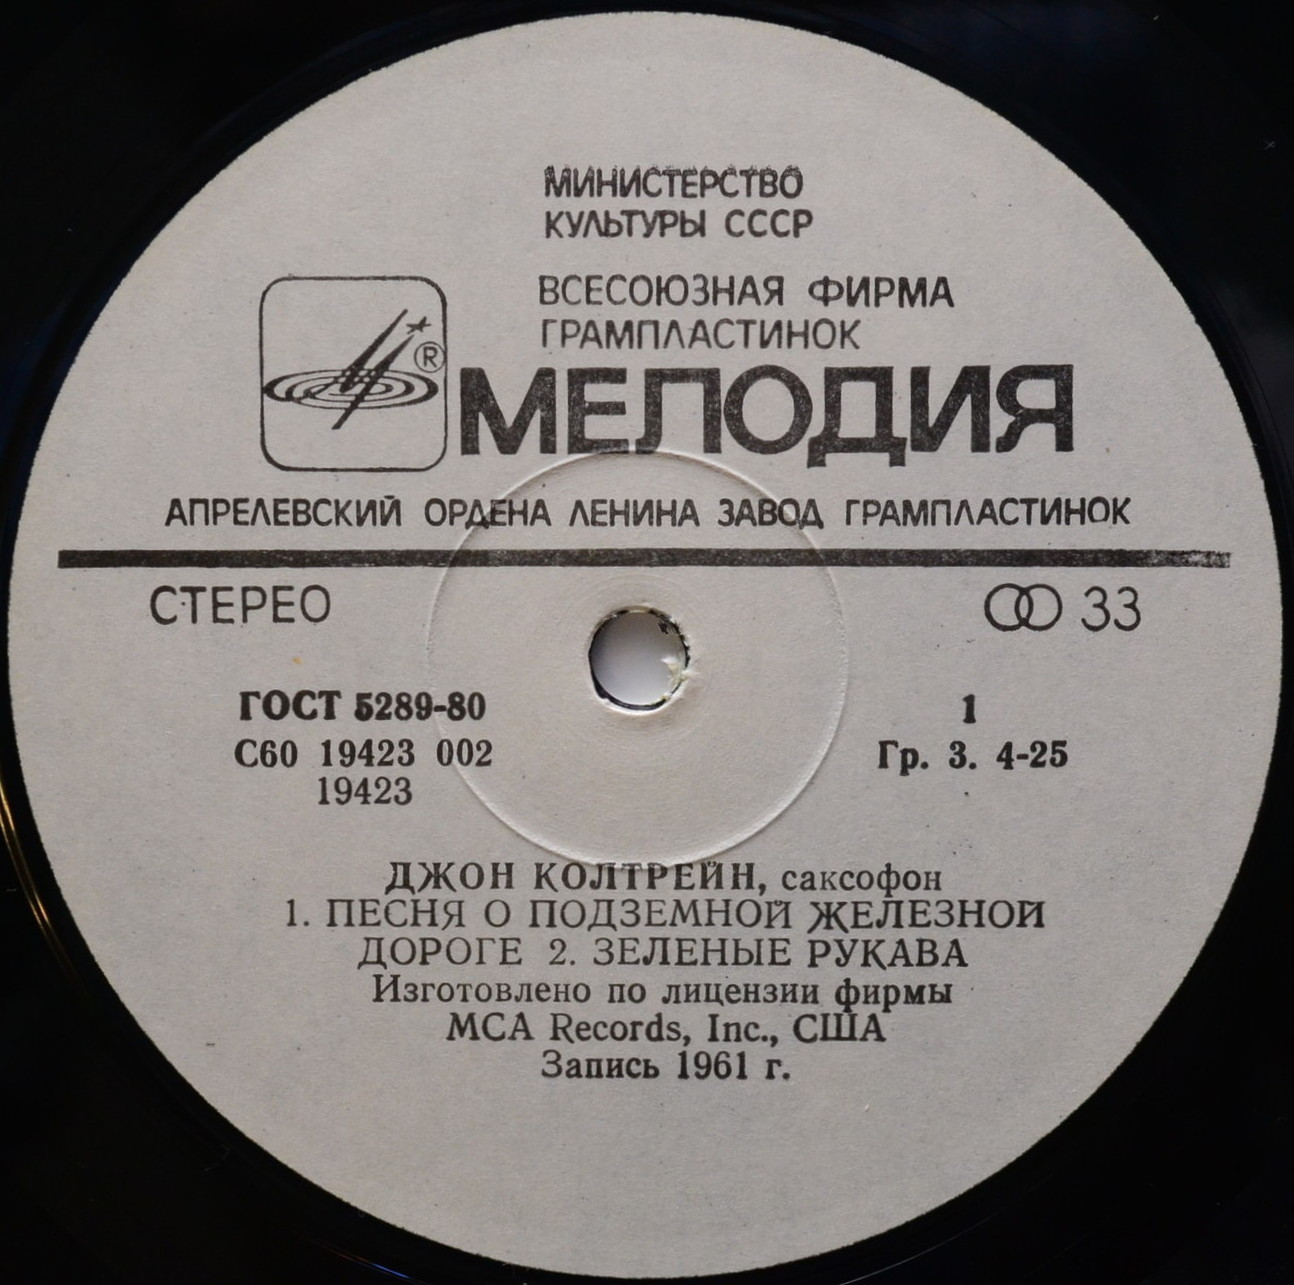 МИНИСТЕРСТВО
КУЛЬТУРЫ СССР
ВСЕСОЮЗНАЯ ФИРМА
ГРАМПЛАСТИНОК
®
МЕЛОДИЯ
АПРЕЛЕВСКИЙ ОРДЕНА ЛЕНИНА ЗАВОД ГРАМПЛАСТИНОК
СТЕРЕО
33
ГОСТ 5289-80
С60 19423 002
19423
1
Гр. 3. 4-25
ДЖОН КОЛТРЕЙН, саксофон
1. ПЕСНЯ О ПОДЗЕМНОЙ ЖЕЛЕЗНОЙ
ДОРОГЕ 2. ЗЕЛЕНЫЕ РУКАВА
Изготовлено по лицензии фирмы
MCA Records, Inc., США
Запись 1961 г.